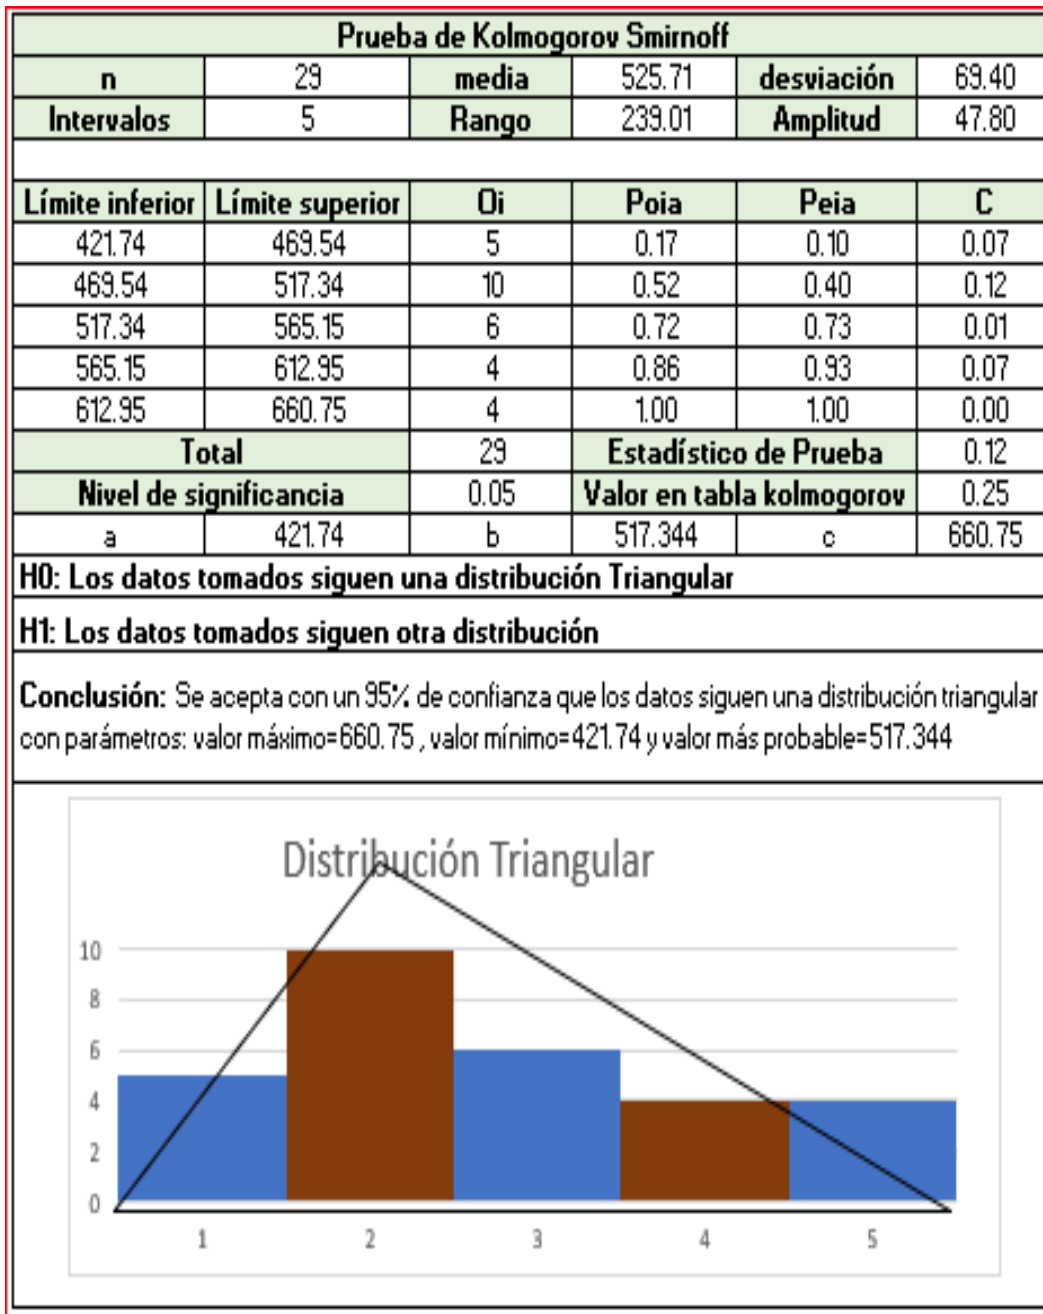 Prueba de Kolmogorov Smirnoff
n 29 media 525.71 desviación 69.40
Intervalos 5 Rango 239.01 Amplitud 47.80
Límite inferior Límite superior Oi Poia Peia C
421.74 469.54 5 0.17 0.10 0.07
469.54 517.34 10 0.52 0.40 0.12
517.34 565.15 6 0.72 0.73 0.01
565.15 612.95 4 0.86 0.93 0.07
612.95 660.75 4 1.00 1.00 0.00
Total 29 Estadístico de Prueba 0.12
Nivel de significancia 0.05 Valor en tabla kolmogorov 0.25
a 421.74 b 517.344 c 660.75
H0: Los datos tomados siguen una distribución Triangular
H1: Los datos tomados siguen otra distribución
Conclusión: Se acepta con un 95% de confianza que los datos siguen una distribución triangular
con parámetros: valor máximo=660.75 , valor mínimo=421.74 y valor más probable=517.344
Distribución Triangular
10
8
6
4
2
0
1 2 3 4 5